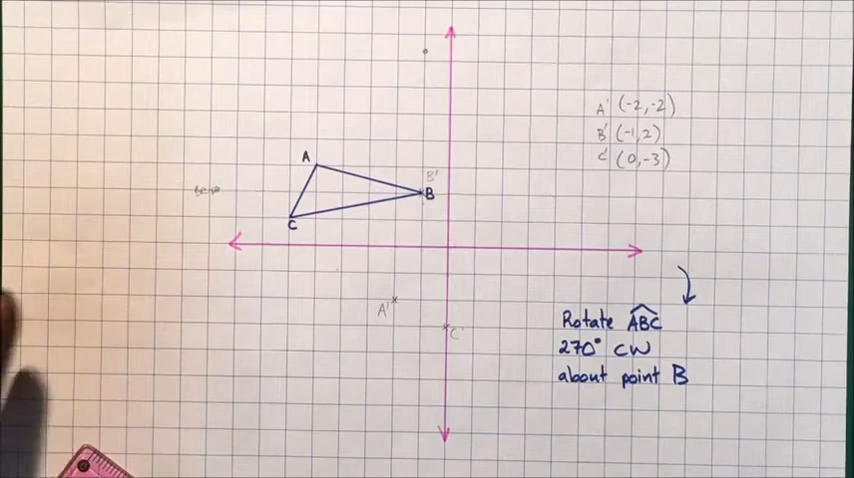 A' (-2,-2)
B' (-1,2)
C' (0,-3)
A
B'
B
C
A'
C'
Rotate ABC
270° CW
about point B